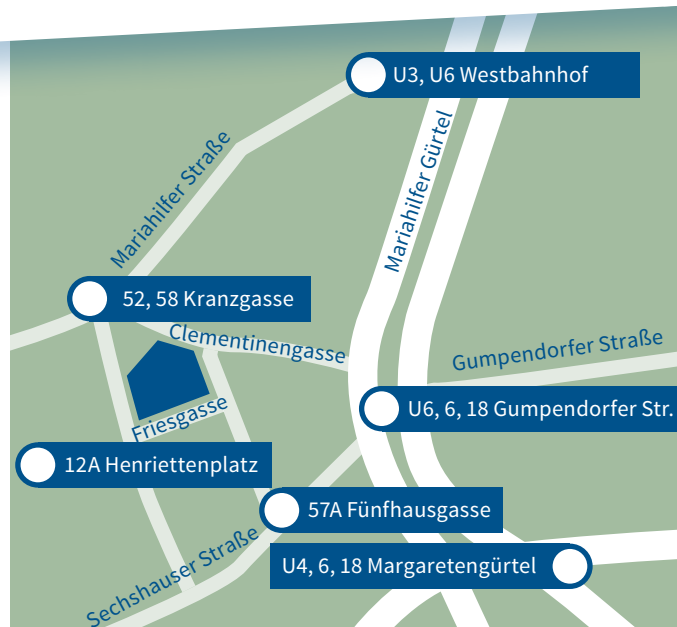 U3, U6 Westbahnhof
Mariahilfer Straße
Mariahilfer Gürtel
52, 58 Kranzgasse
Clementinengasse
Gumpendorfer Straße
Friesgasse
U6, 6, 18 Gumpendorfer Str.
12A Henriettenplatz
57A Fünfhausgasse
Sechshauser Straße
U4, 6, 18 Margaretengürtel